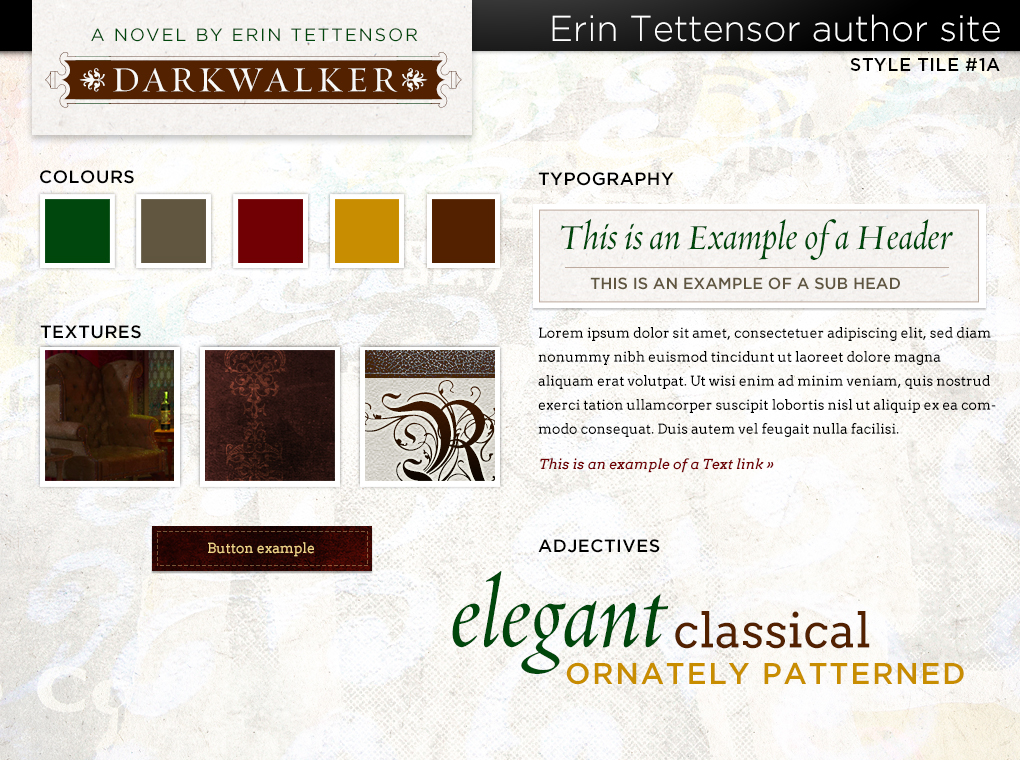 A NOVEL BY ERIN TETTENSOR
DARKWALKER
Erin Tettensor author site
STYLE TILE #1A
COLOURS
TEXTURES
R
Button example
TYPOGRAPHY
This is an Example of a Header
THIS IS AN EXAMPLE OF A SUB HEAD
Lorem ipsum dolor sit amet, consectetuer adipiscing elit, sed diam
nonummy nibh euismod tincidunt ut laoreet dolore magna
aliquam erat volutpat. Ut wisi enim ad minim veniam, quis nostrud
exerci tation ullamcorper suscipit lobortis nisl ut aliquip ex ea com-
modo consequat. Duis autem vel feugait nulla facilisi.
This is an example of a Text link »
ADJECTIVES
elegant classical
ORNATELY PATTERNED